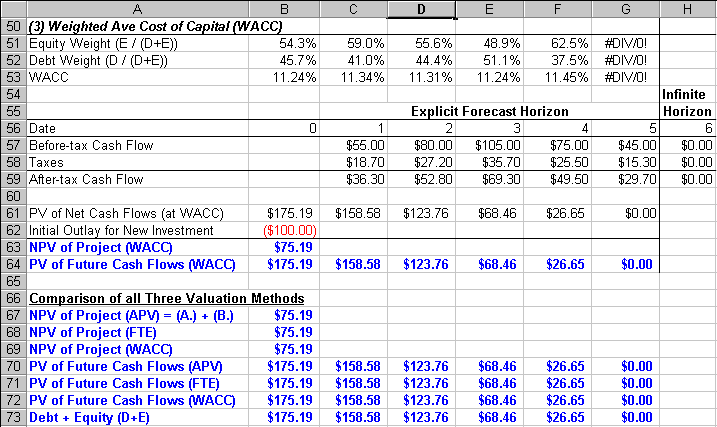 A B C D E F G H
50 (3) Weighted Ave Cost of Capital (WACC)
51 Equity Weight (E / (D+E)) 54.3% 59.0% 55.6% 48.9% 62.5% #DIV/0!
52 Debt Weight (D / (D+E)) 45.7% 41.0% 44.4% 51.1% 37.5% #DIV/0!
53 WACC 11.24% 11.34% 11.31% 11.24% 11.45% #DIV/0!
54 Infinite
55 Explicit Forecast Horizon Horizon
56 Date 0 1 2 3 4 5 6
57 Before-tax Cash Flow $55.00 $80.00 $105.00 $75.00 $45.00 $0.00
58 Taxes $18.70 $27.20 $35.70 $25.50 $15.30 $0.00
59 After-tax Cash Flow $36.30 $52.80 $69.30 $49.50 $29.70 $0.00
60
61 PV of Net Cash Flows (at WACC) $175.19 $158.58 $123.76 $68.46 $26.65 $0.00
62 Initial Outlay for New Investment ($100.00)
63 NPV of Project (WACC) $75.19
64 PV of Future Cash Flows (WACC) $175.19 $158.58 $123.76 $68.46 $26.65 $0.00
65
66 Comparison of all Three Valuation Methods
67 NPV of Project (APV) = (A.) + (B.) $75.19
68 NPV of Project (FTE) $75.19
69 NPV of Project (WACC) $75.19
70 PV of Future Cash Flows (APV) $175.19 $158.58 $123.76 $68.46 $26.65 $0.00
71 PV of Future Cash Flows (FTE) $175.19 $158.58 $123.76 $68.46 $26.65 $0.00
72 PV of Future Cash Flows (WACC) $175.19 $158.58 $123.76 $68.46 $26.65 $0.00
73 Debt + Equity (D+E) $175.19 $158.58 $123.76 $68.46 $26.65 $0.00